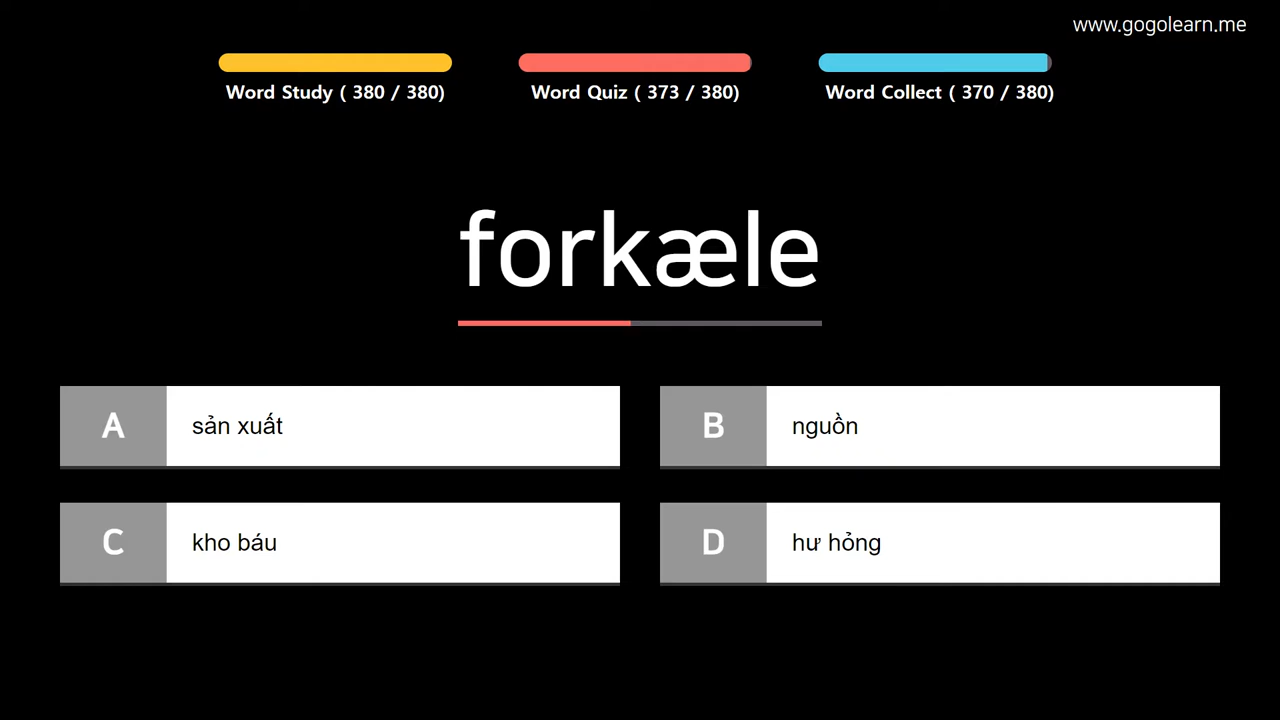 www.gogolearn.me
Word Study ( 380 / 380)
Word Quiz ( 373 / 380)
Word Collect ( 370 / 380)
forkæle
A
sản xuất
B
nguồn
C
kho báu
D
hư hỏng